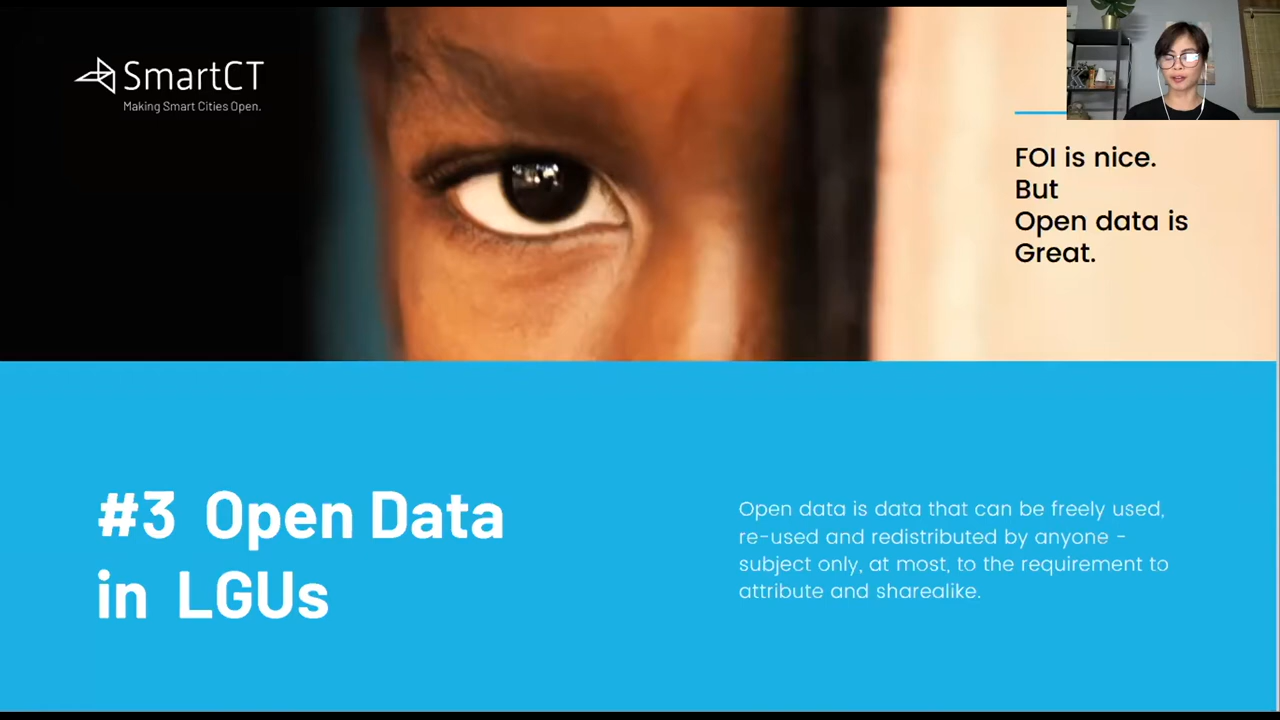 SmartCT
Making Smart Cities Open.
FOI is nice.
But
Open data is
Great.
#3 Open Data
in LGUs
Open data is data that can be freely used,
re-used and redistributed by anyone -
subject only, at most, to the requirement to
attribute and sharealike.